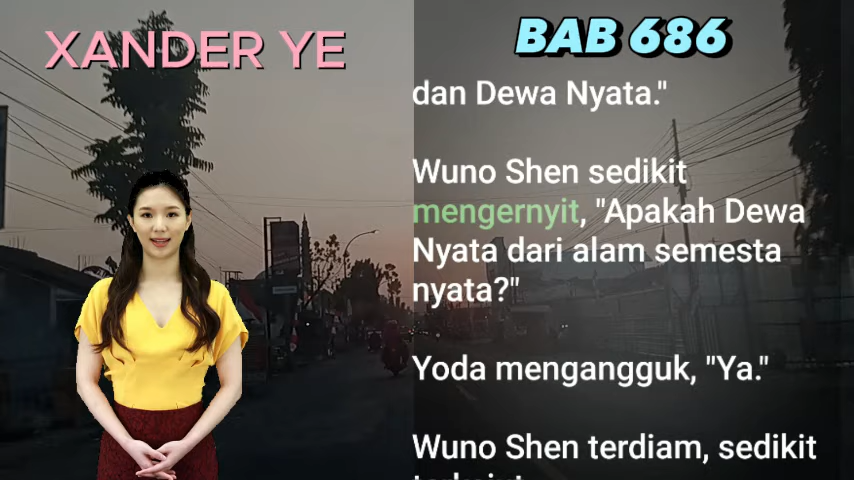 XANDER YE
BAB 686
dan Dewa Nyata."
Wuno Shen sedikit
mengernyit, "Apakah Dewa
Nyata dari alam semesta
nyata?"
Yoda mengangguk, "Ya."
Wuno Shen terdiam, sedikit